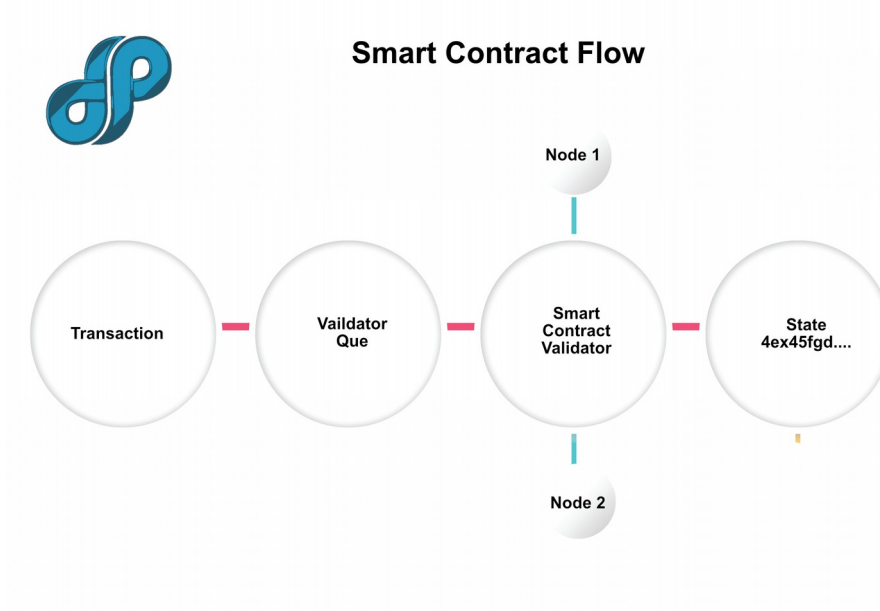 Smart Contract Flow
Node 1
Transaction
Vaildator
Que
Smart
Contract
Validator
State
4ex45fgd....
Node 2